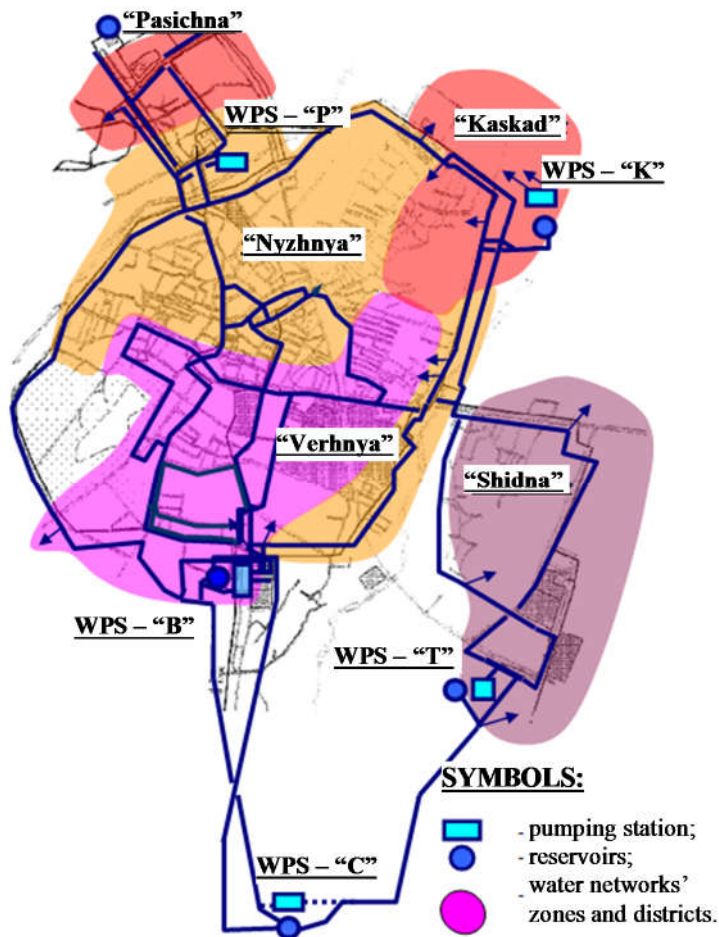 “Pasichna”
WPS – “P”
“Kaskad”
WPS – “K”
“Nyzhnya”
“Verhnya”
“Shidna”
WPS – “B”
WPS – “T”
SYMBOLS:
- pumping station;
- reservoirs;
WPS – “C”
- water networks’
zones and districts.